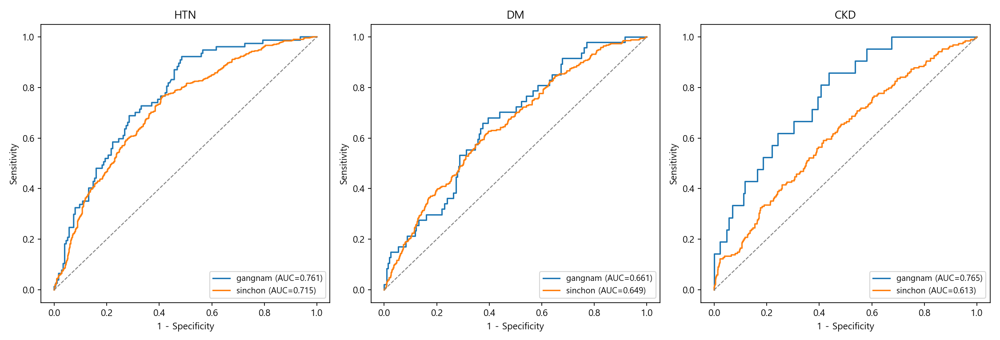 HTN
1.0
0.8
0.6
0.4
0.2
0.0
Sensitivity
0.0 0.2 0.4 0.6 0.8 1.0
1 - Specificity
gangnam (AUC=0.761)
sinchon (AUC=0.715)
DM
1.0
0.8
0.6
0.4
0.2
0.0
Sensitivity
0.0 0.2 0.4 0.6 0.8 1.0
1 - Specificity
gangnam (AUC=0.661)
sinchon (AUC=0.649)
CKD
1.0
0.8
0.6
0.4
0.2
0.0
Sensitivity
0.0 0.2 0.4 0.6 0.8 1.0
1 - Specificity
gangnam (AUC=0.765)
sinchon (AUC=0.613)